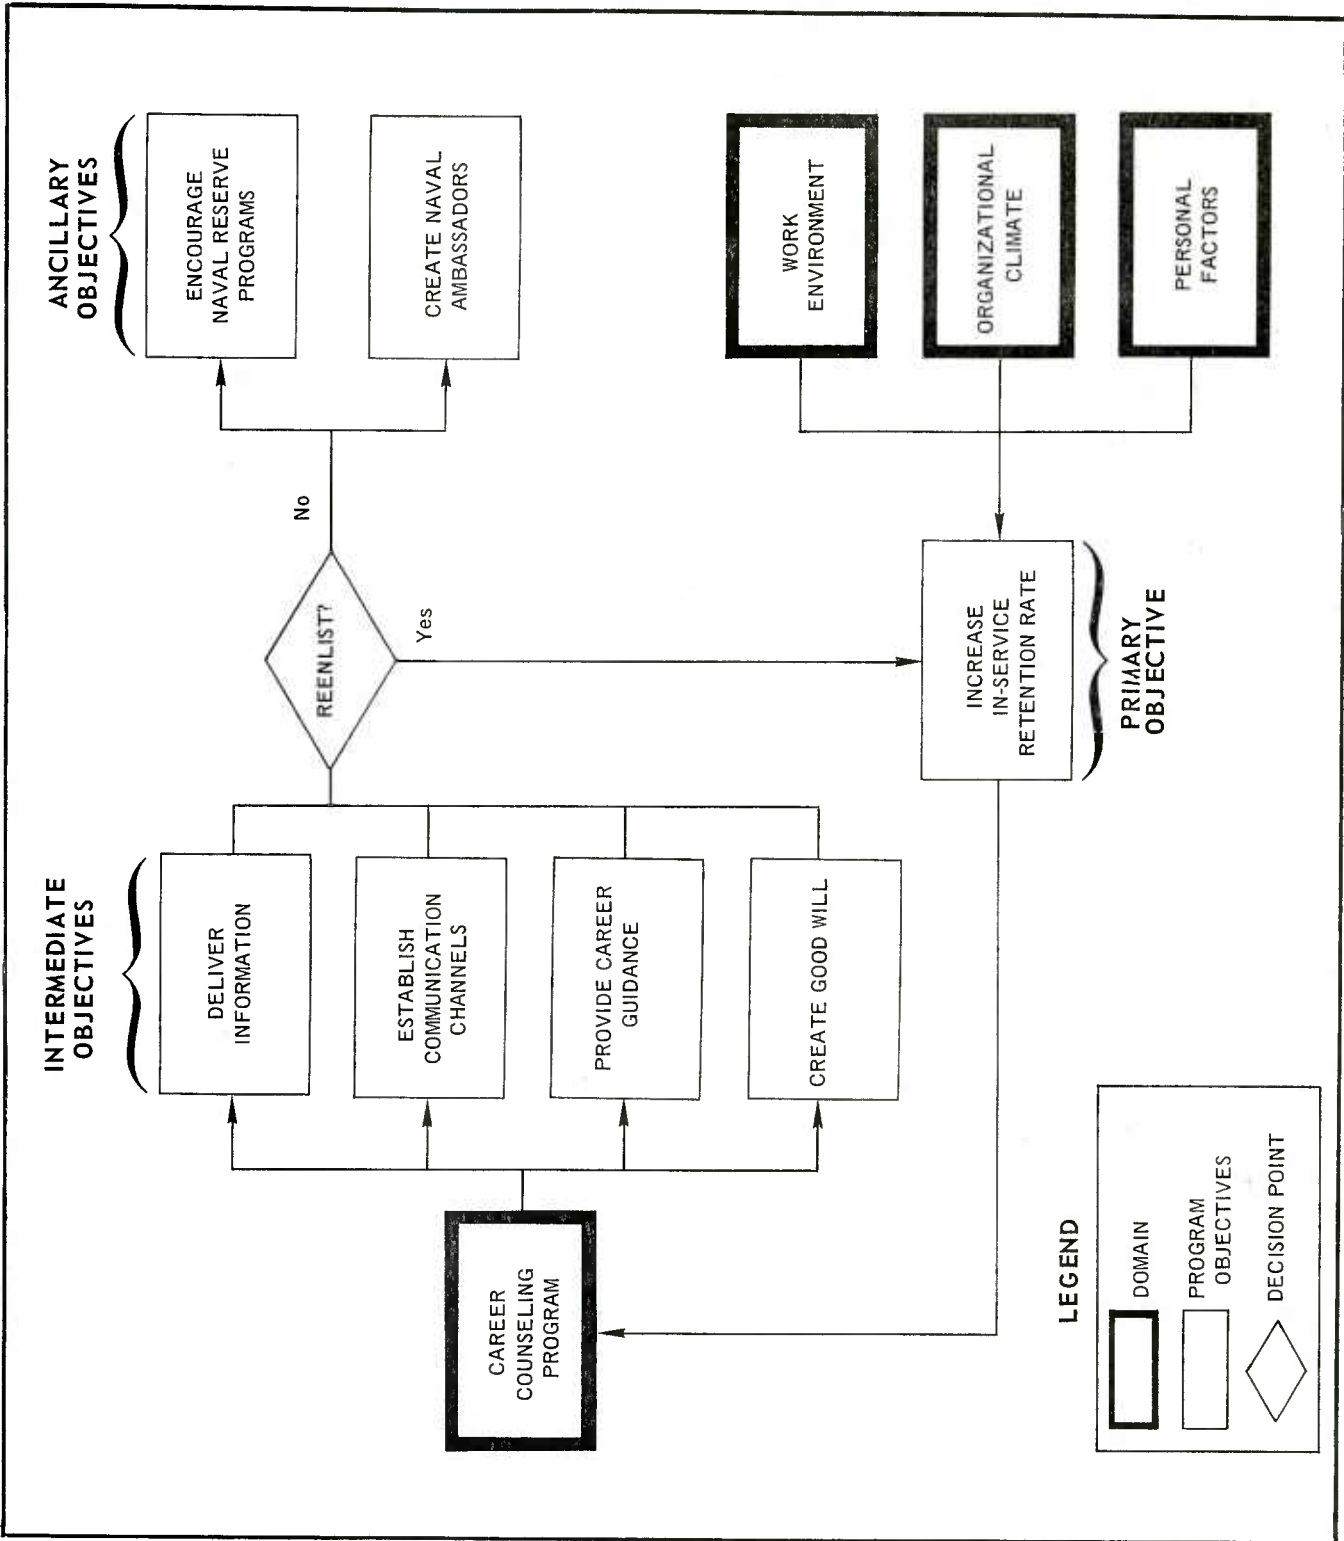 INTERMEDIATE
OBJECTIVES
ANCILLARY
OBJECTIVES
CAREER
COUNSELING
PROGRAM
DELIVER
INFORMATION
ESTABLISH
COMMUNICATION
CHANNELS
PROVIDE CAREER
GUIDANCE
CREATE GOOD WILL
REENLIST?
No
Yes
ENCOURAGE
NAVAL RESERVE
PROGRAMS
CREATE NAVAL
AMBASSADORS
INCREASE
IN-SERVICE
RETENTION RATE
PRIMARY
OBJECTIVE
WORK
ENVIRONMENT
ORGANIZATIONAL
CLIMATE
PERSONAL
FACTORS
LEGEND
DOMAIN
PROGRAM
OBJECTIVES
DECISION POINT